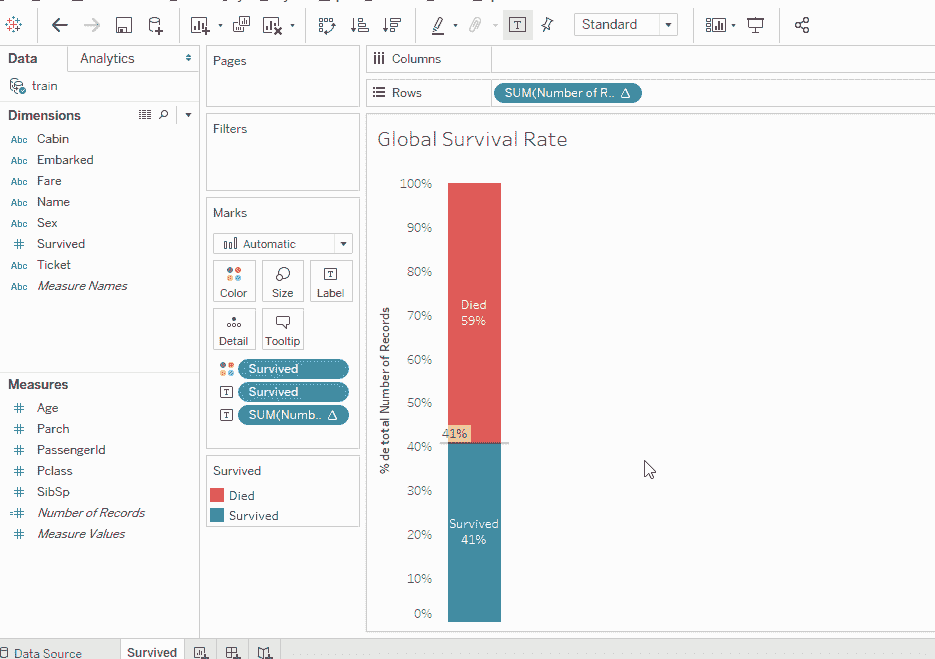 Standard
Data
Analytics
train
Dimensions
Abc Cabin
Abc Embarked
Abc Fare
Abc Name
Abc Sex
# Survived
Abc Ticket
Abc Measure Names
Measures
# Age
# Parch
# PassengerId
# Pclass
# SibSp
=# Number of Records
# Measure Values
Pages
Filters
Marks
Automatic
Color
Size
T
Label
Detail
Tooltip
Survived
T Survived
T SUM(Numb.. Δ
Survived
Died
Survived
Columns
Rows
SUM(Number of R.. Δ
Global Survival Rate
% de total Number of Records
100%
90%
80%
70%
60%
50%
40%
30%
20%
10%
0%
Died
59%
41%
Survived
41%
Data Source
Survived